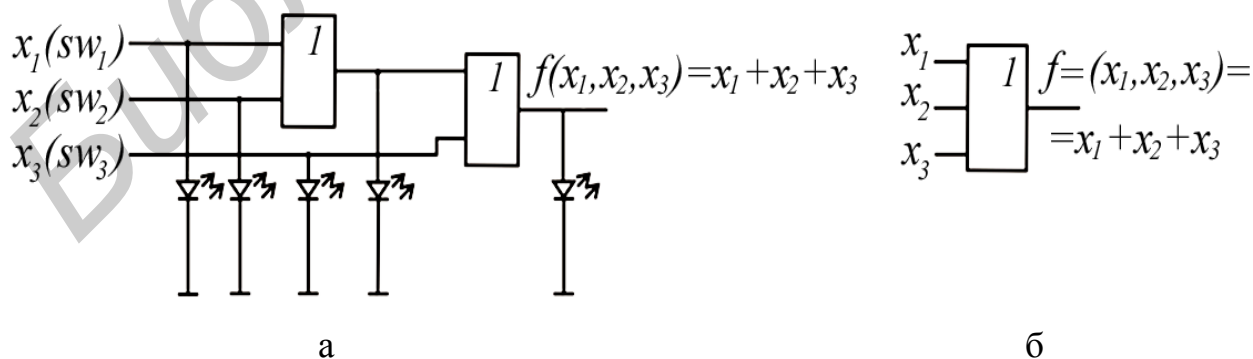 Биб
x₁(sw₁)
x₂(sw₂)
x₃(sw₃)
1
1
f(x₁,x₂,x₃)=x₁+x₂+x₃
x₁
x₂
x₃
1
f=(x₁,x₂,x₃)=
=x₁+x₂+x₃
а
б